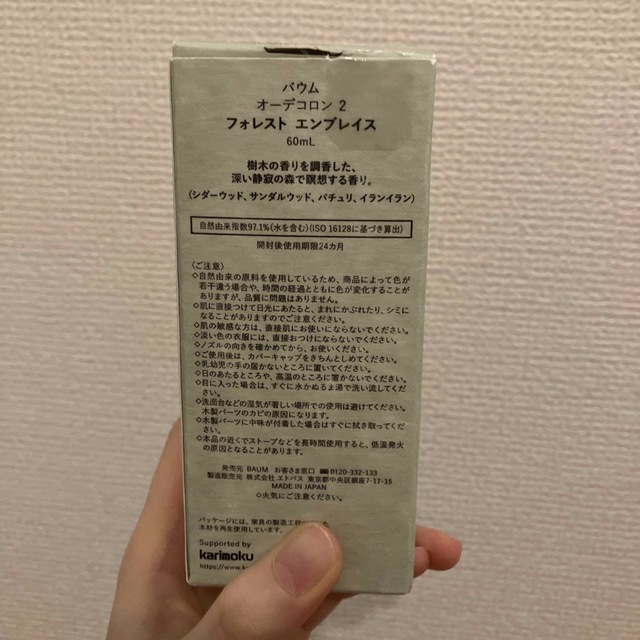 バウム
オーデコロン 2
フォレスト エンブレイス
60mL
樹木の香りを調香した、
深い静寂の森で瞑想する香り。
(シダーウッド、サンダルウッド、パチュリ、イランイラン)
自然由来指数97.1%(水を含む)(ISO 16128に基づき算出)
開封後使用期限24カ月
〈ご注意〉
◇自然由来の原料を使用しているため、商品によって色が
若干違う場合や、時間の経過とともに色が変化することが
ありますが、品質に問題はありません。
◇肌に直接つけて日光にあたると、まれにかぶれたり、シミに
なることがありますのでご注意ください。
◇肌の敏感な方は、直接肌にお使いにならないでください。
◇淡い色の衣服には、直接おつけにならないでください。
◇ノズルの向きを確かめてから、お使いください。
◇ご使用後は、カバーキャップをきちんとしめてください。
◇乳幼児の手の届かないところに置いてください。
◇日のあたるところや、高温のところに置かないでください。
◇目に入った場合は、すぐに水かぬるま湯で洗い流してく
ださい。
◇洗面台などの湿気が著しい場所での使用は避けてください。
木製パーツのカビの原因になります。
◇木製パーツに中味が付着した場合はすぐに拭き取ってくだ
さい。
◇本品の近くでストーブなどを長時間使用すると、低温発火
の原因となることがあります。
発売元 BAUM お客さま窓口 0120-332-133
製造販売元 株式会社 エトバス 東京都中央区銀座7-17-15
MADE IN JAPAN
◇火気にご注意ください。
パッケージには、家具の製造工程 た
木材を再生使用しています。
Supported by
karimoku
https://www.k